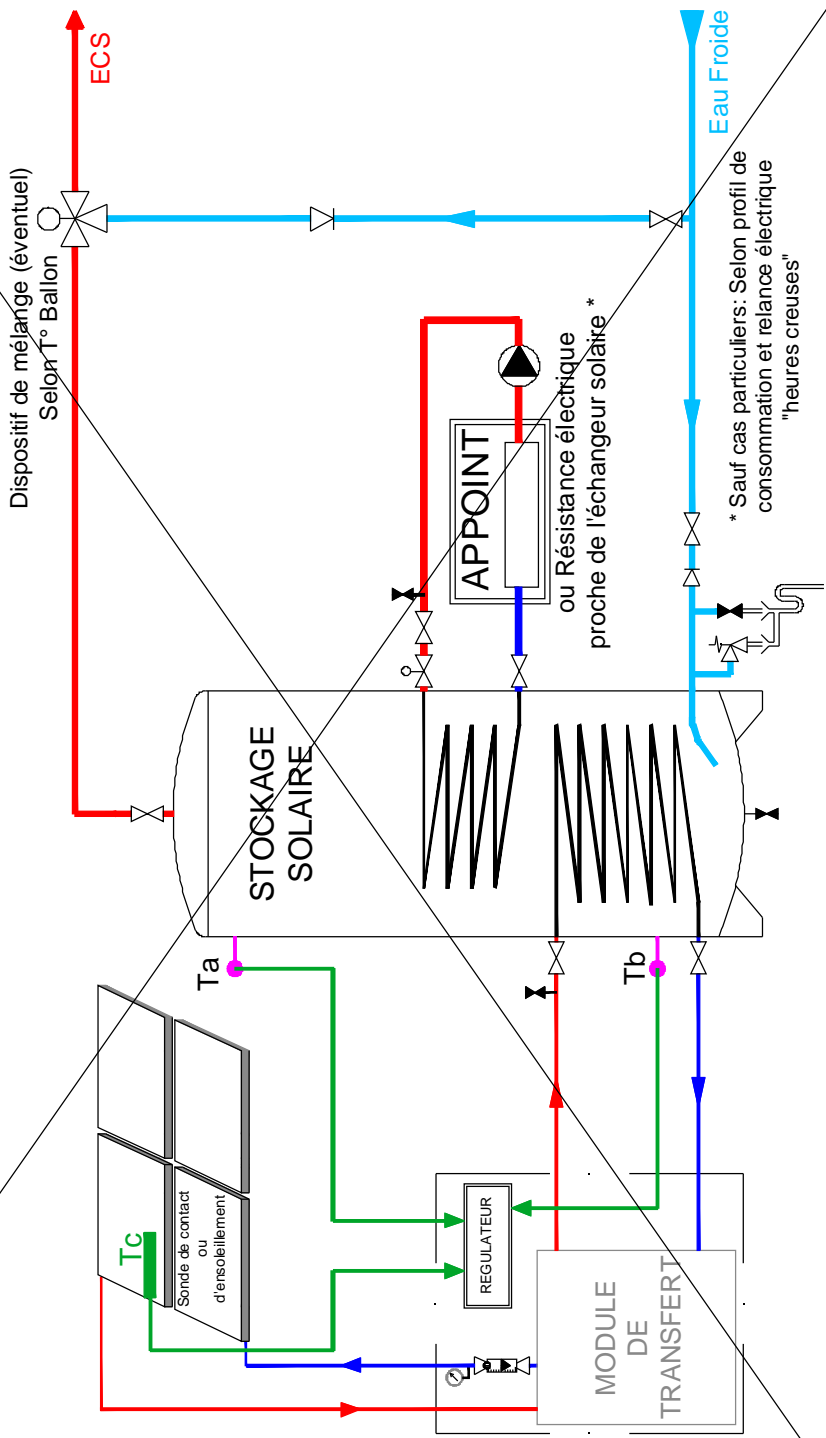 Dispositif de mélange (éventuel)
Selon T° Ballon
ECS
Eau Froide
* Sauf cas particuliers: Selon profil de
consommation et relance électrique
"heures creuses"
APPOINT
ou Résistance électrique
proche de l'échangeur solaire *
STOCKAGE
SOLAIRE
Ta
Tb
Tc
Sonde de contact
ou
d'ensoleillement
REGULATEUR
MODULE
DE
TRANSFERT